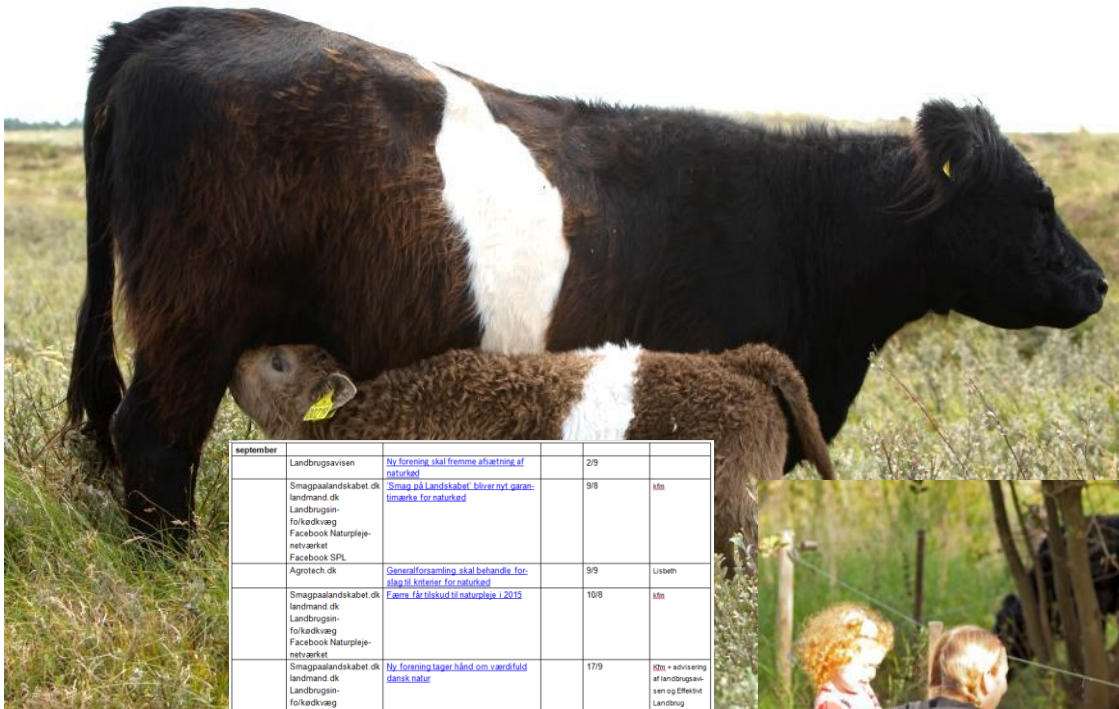 september
Landbrugsavisen
Ny forening skal fremme afsætning af
naturkød
2/9
Smagpaalandskabet.dk
landmand.dk
Landbrugsin-
fo/kødkvæg
Facebook Naturpleje-
netværket
Facebook SPL
'Smag på Landskabet' bliver nyt garan-
timærke for naturkød
9/8
kfm
Agrotech.dk
Generalforsamling skal behandle for-
slag til kriterier for naturkød
9/9
Lisbeth
Smagpaalandskabet.dk
landmand.dk
Landbrugsin-
fo/kødkvæg
Facebook Naturpleje-
netværket
Færre får tilskud til naturpleje i 2015
10/8
kfm
Smagpaalandskabet.dk
landmand.dk
Landbrugsin-
fo/kødkvæg
Ny forening tager hånd om værdifuld
dansk natur
17/9
Kfm + advisering
af landbrugsavi-
sen og Effektivt
Landbrug